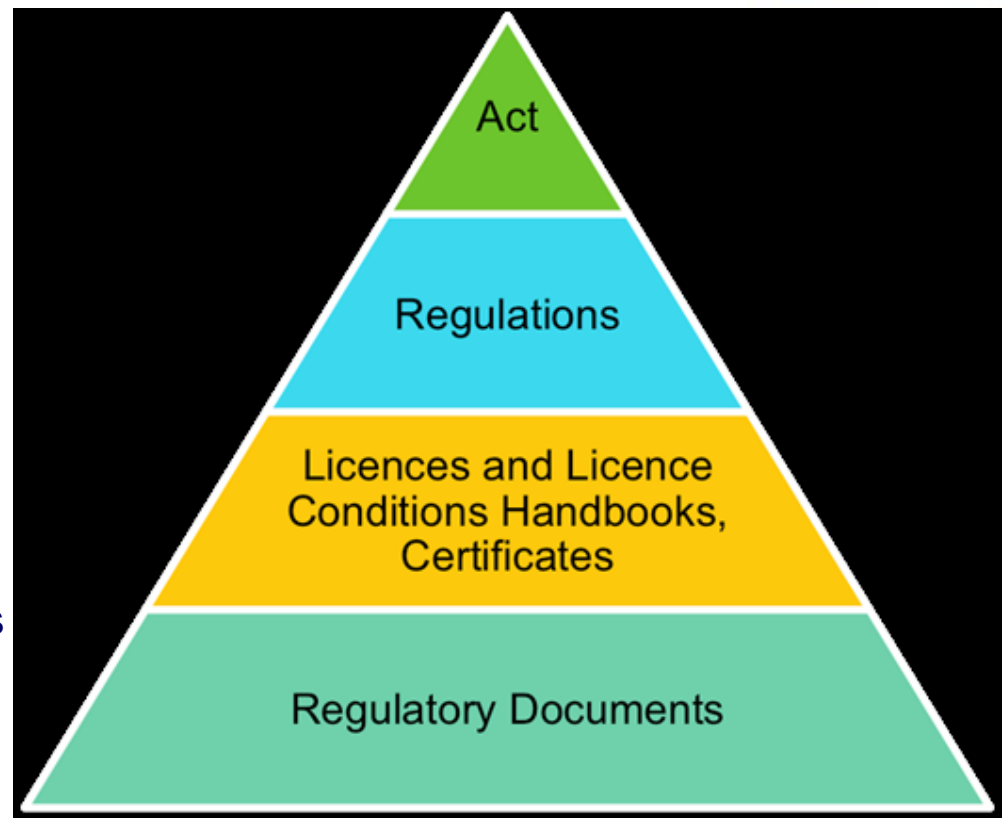 Act
Regulations
Licences and Licence
Conditions Handbooks,
Certificates
s
Regulatory Documents